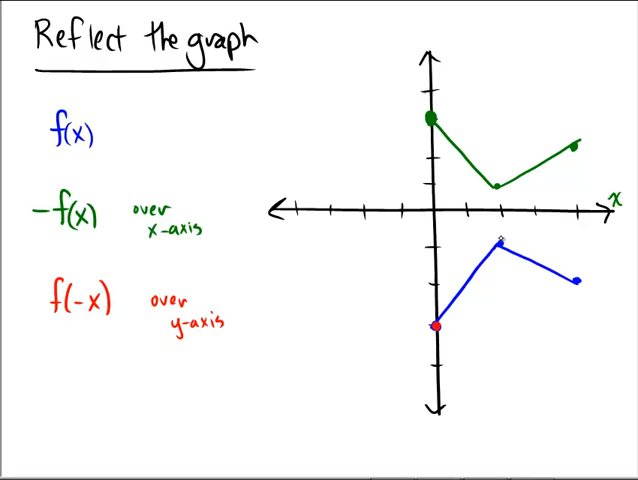 Reflect the graph
f(x)
-f(x) over
x-axis
f(-x) over
y-axis
x